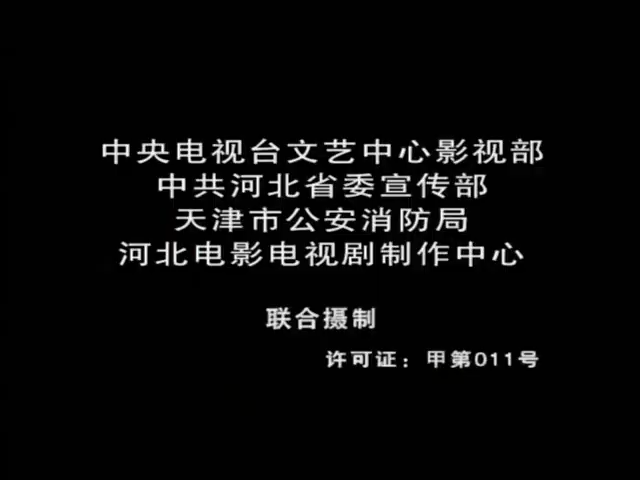 中央电视台文艺中心影视部
中共河北省委宣传部
天津市公安消防局
河北电影电视剧制作中心
联合摄制
许可证：甲第011号